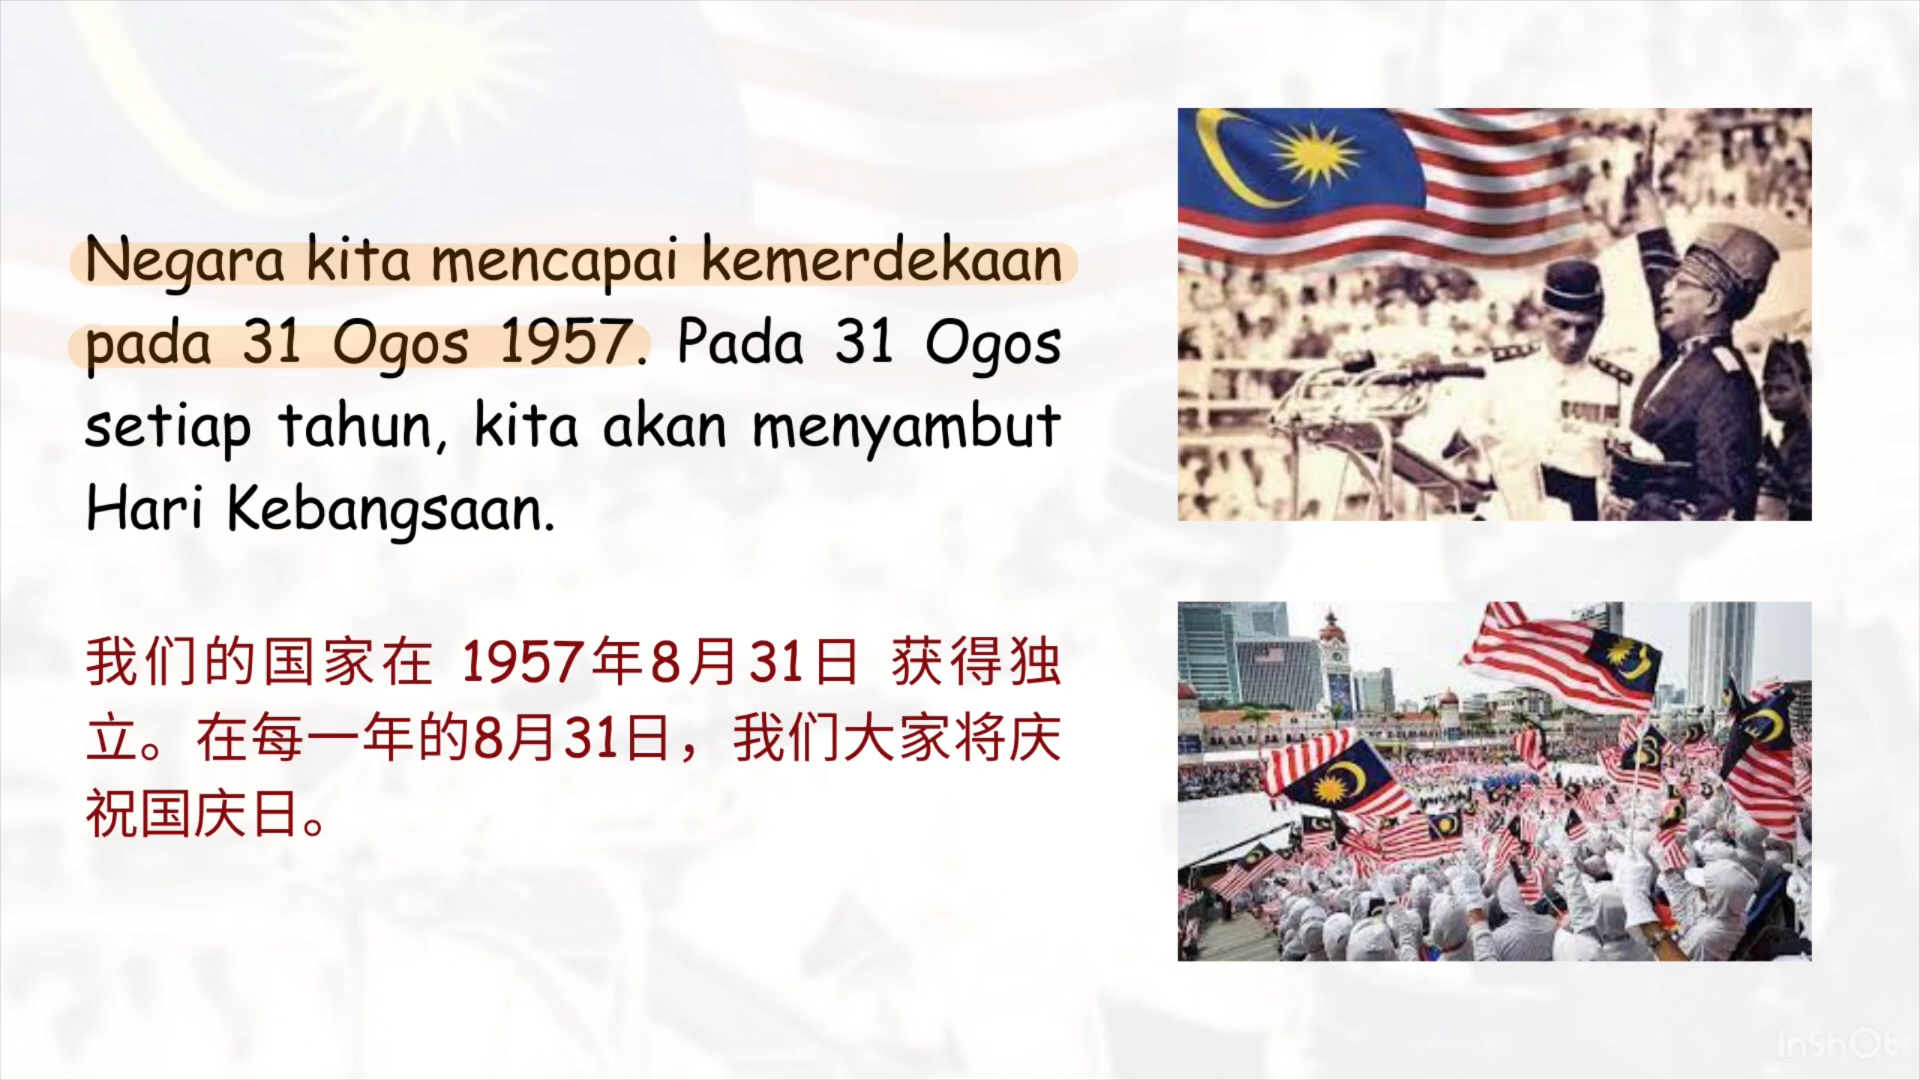 Negara kita mencapai kemerdekaan
pada 31 Ogos 1957. Pada 31 Ogos
setiap tahun, kita akan menyambut
Hari Kebangsaan.
我们的国家在 1957年8月31日 获得独
立。在每一年的8月31日，我们大家将庆
祝国庆日。
InShOt